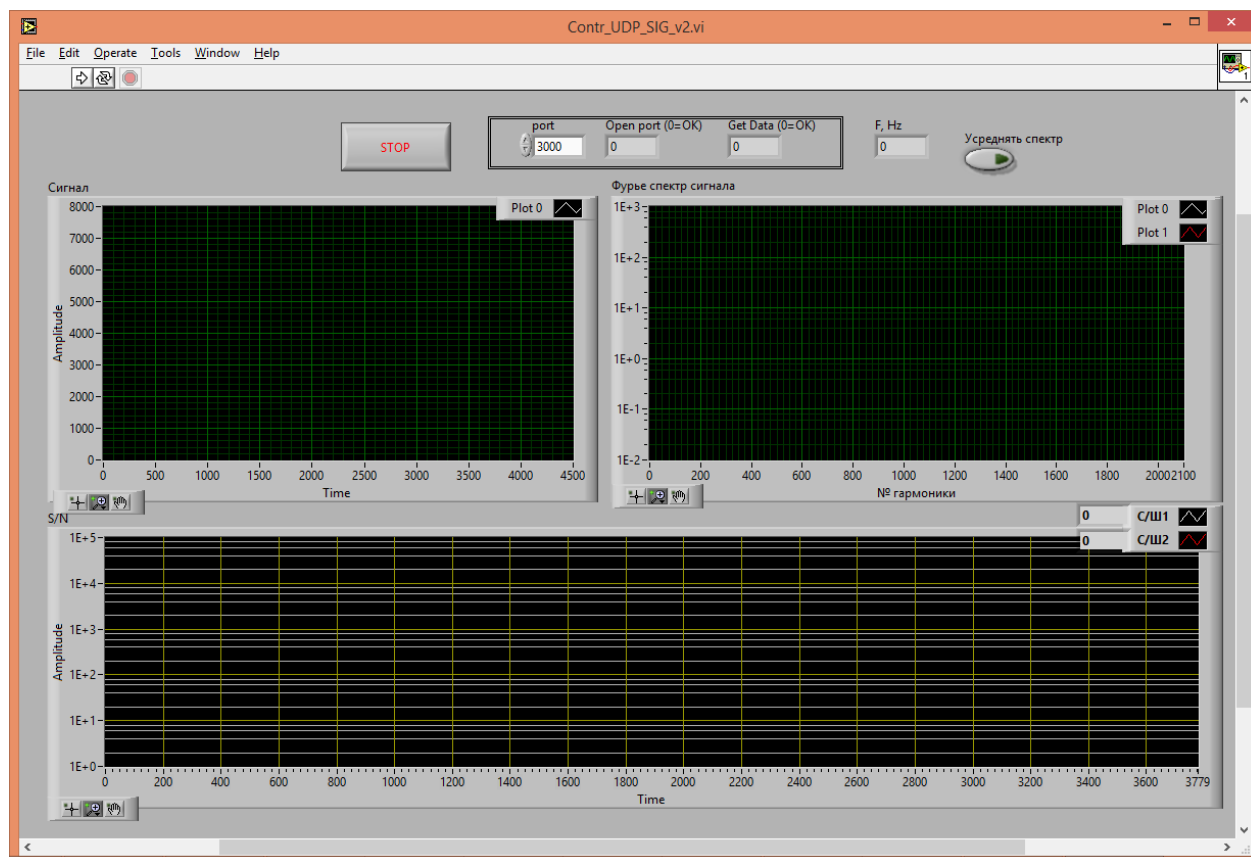 Contr_UDP_SIG_v2.vi
File Edit Operate Tools Window Help
1
STOP
port
3000
Open port (0=OK)
0
Get Data (0=OK)
0
F, Hz
0
Усреднять спектр
Сигнал
Plot 0
Amplitude
8000
7000
6000
5000
4000
3000
2000
1000
0
0 500 1000 1500 2000 2500 3000 3500 4000 4500
Time
Фурье спектр сигнала
Plot 0
Plot 1
1E+3
1E+2
1E+1
1E+0
1E-1
1E-2
0 200 400 600 800 1000 1200 1400 1600 1800 20002100
№ гармоники
S/N
0 С/Ш1
0 С/Ш2
Amplitude
1E+5
1E+4
1E+3
1E+2
1E+1
1E+0
0 200 400 600 800 1000 1200 1400 1600 1800 2000 2200 2400 2600 2800 3000 3200 3400 3600 3779
Time